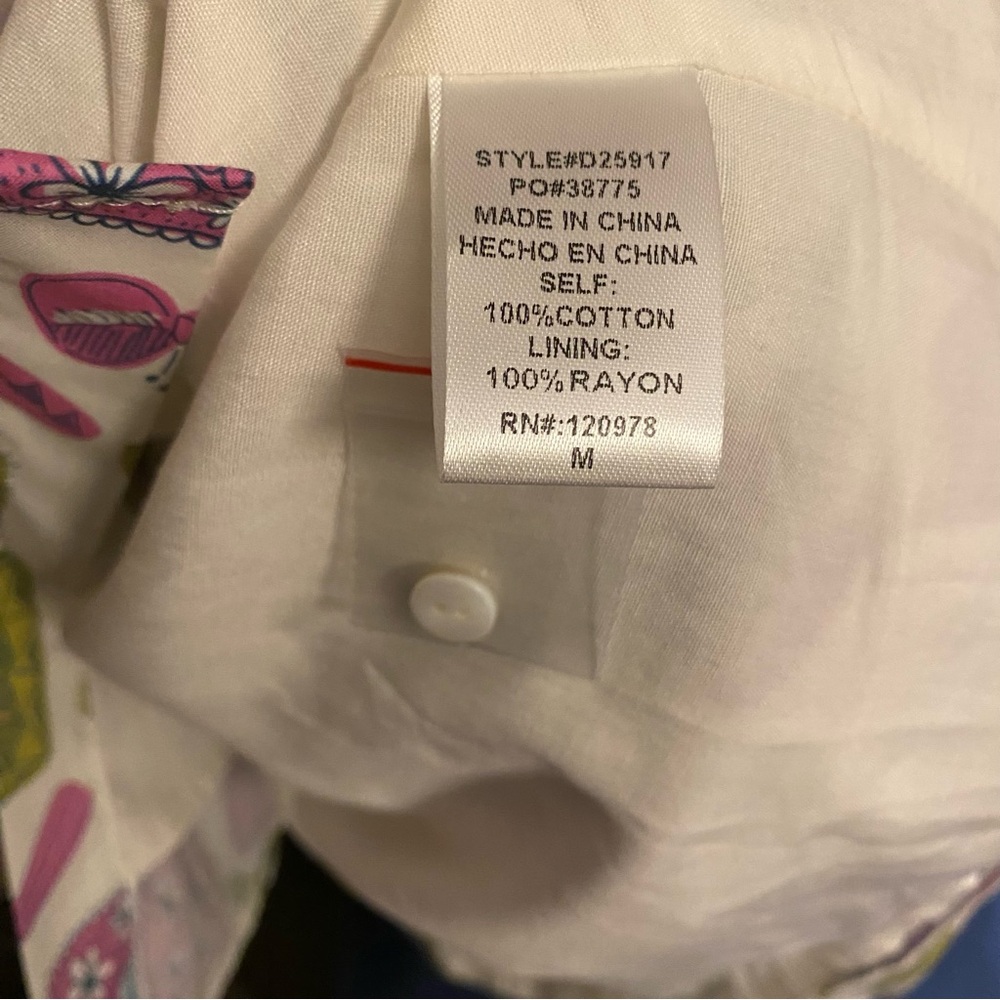 STYLE#D25917
PO#38775
MADE IN CHINA
HECHO EN CHINA
SELF:
100%COTTON
LINING:
100%RAYON
RN#:120978
M